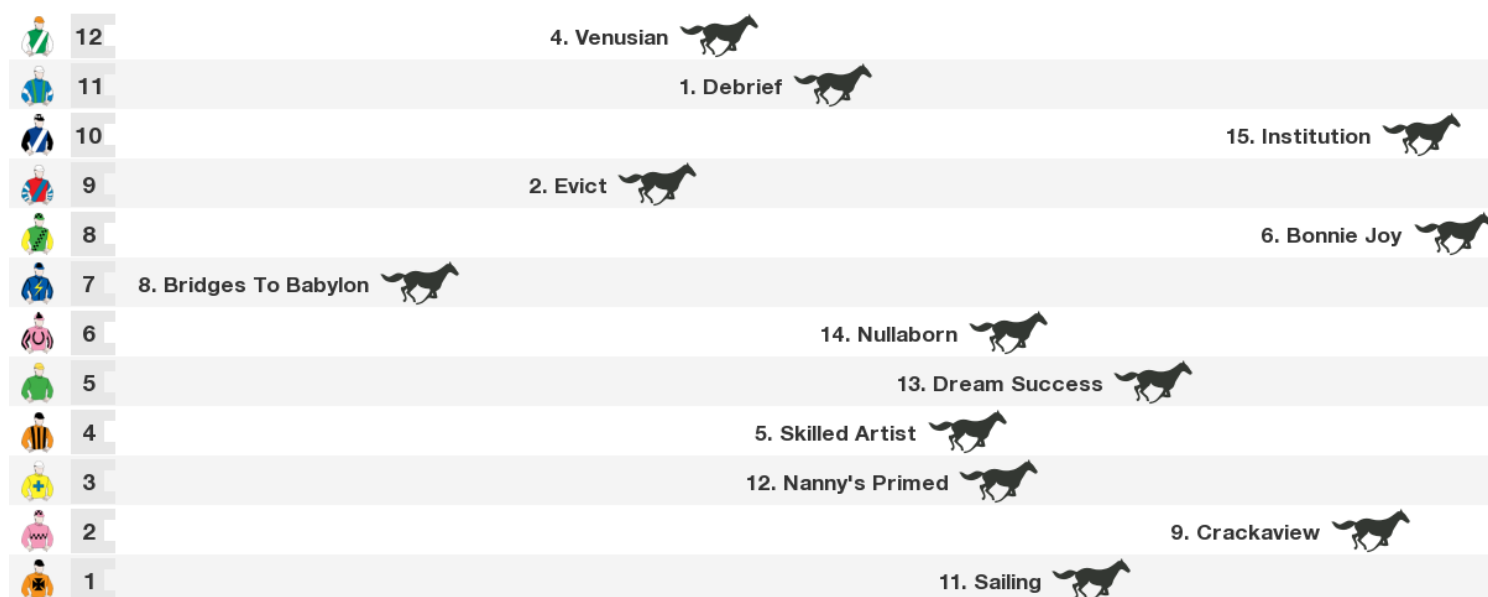 12 4. Venusian
11 1. Debrief
10 15. Institution
9 2. Evict
8 6. Bonnie Joy
7 8. Bridges To Babylon
6 14. Nullaborn
5 13. Dream Success
4 5. Skilled Artist
3 12. Nanny's Primed
2 9. Crackaview
1 11. Sailing